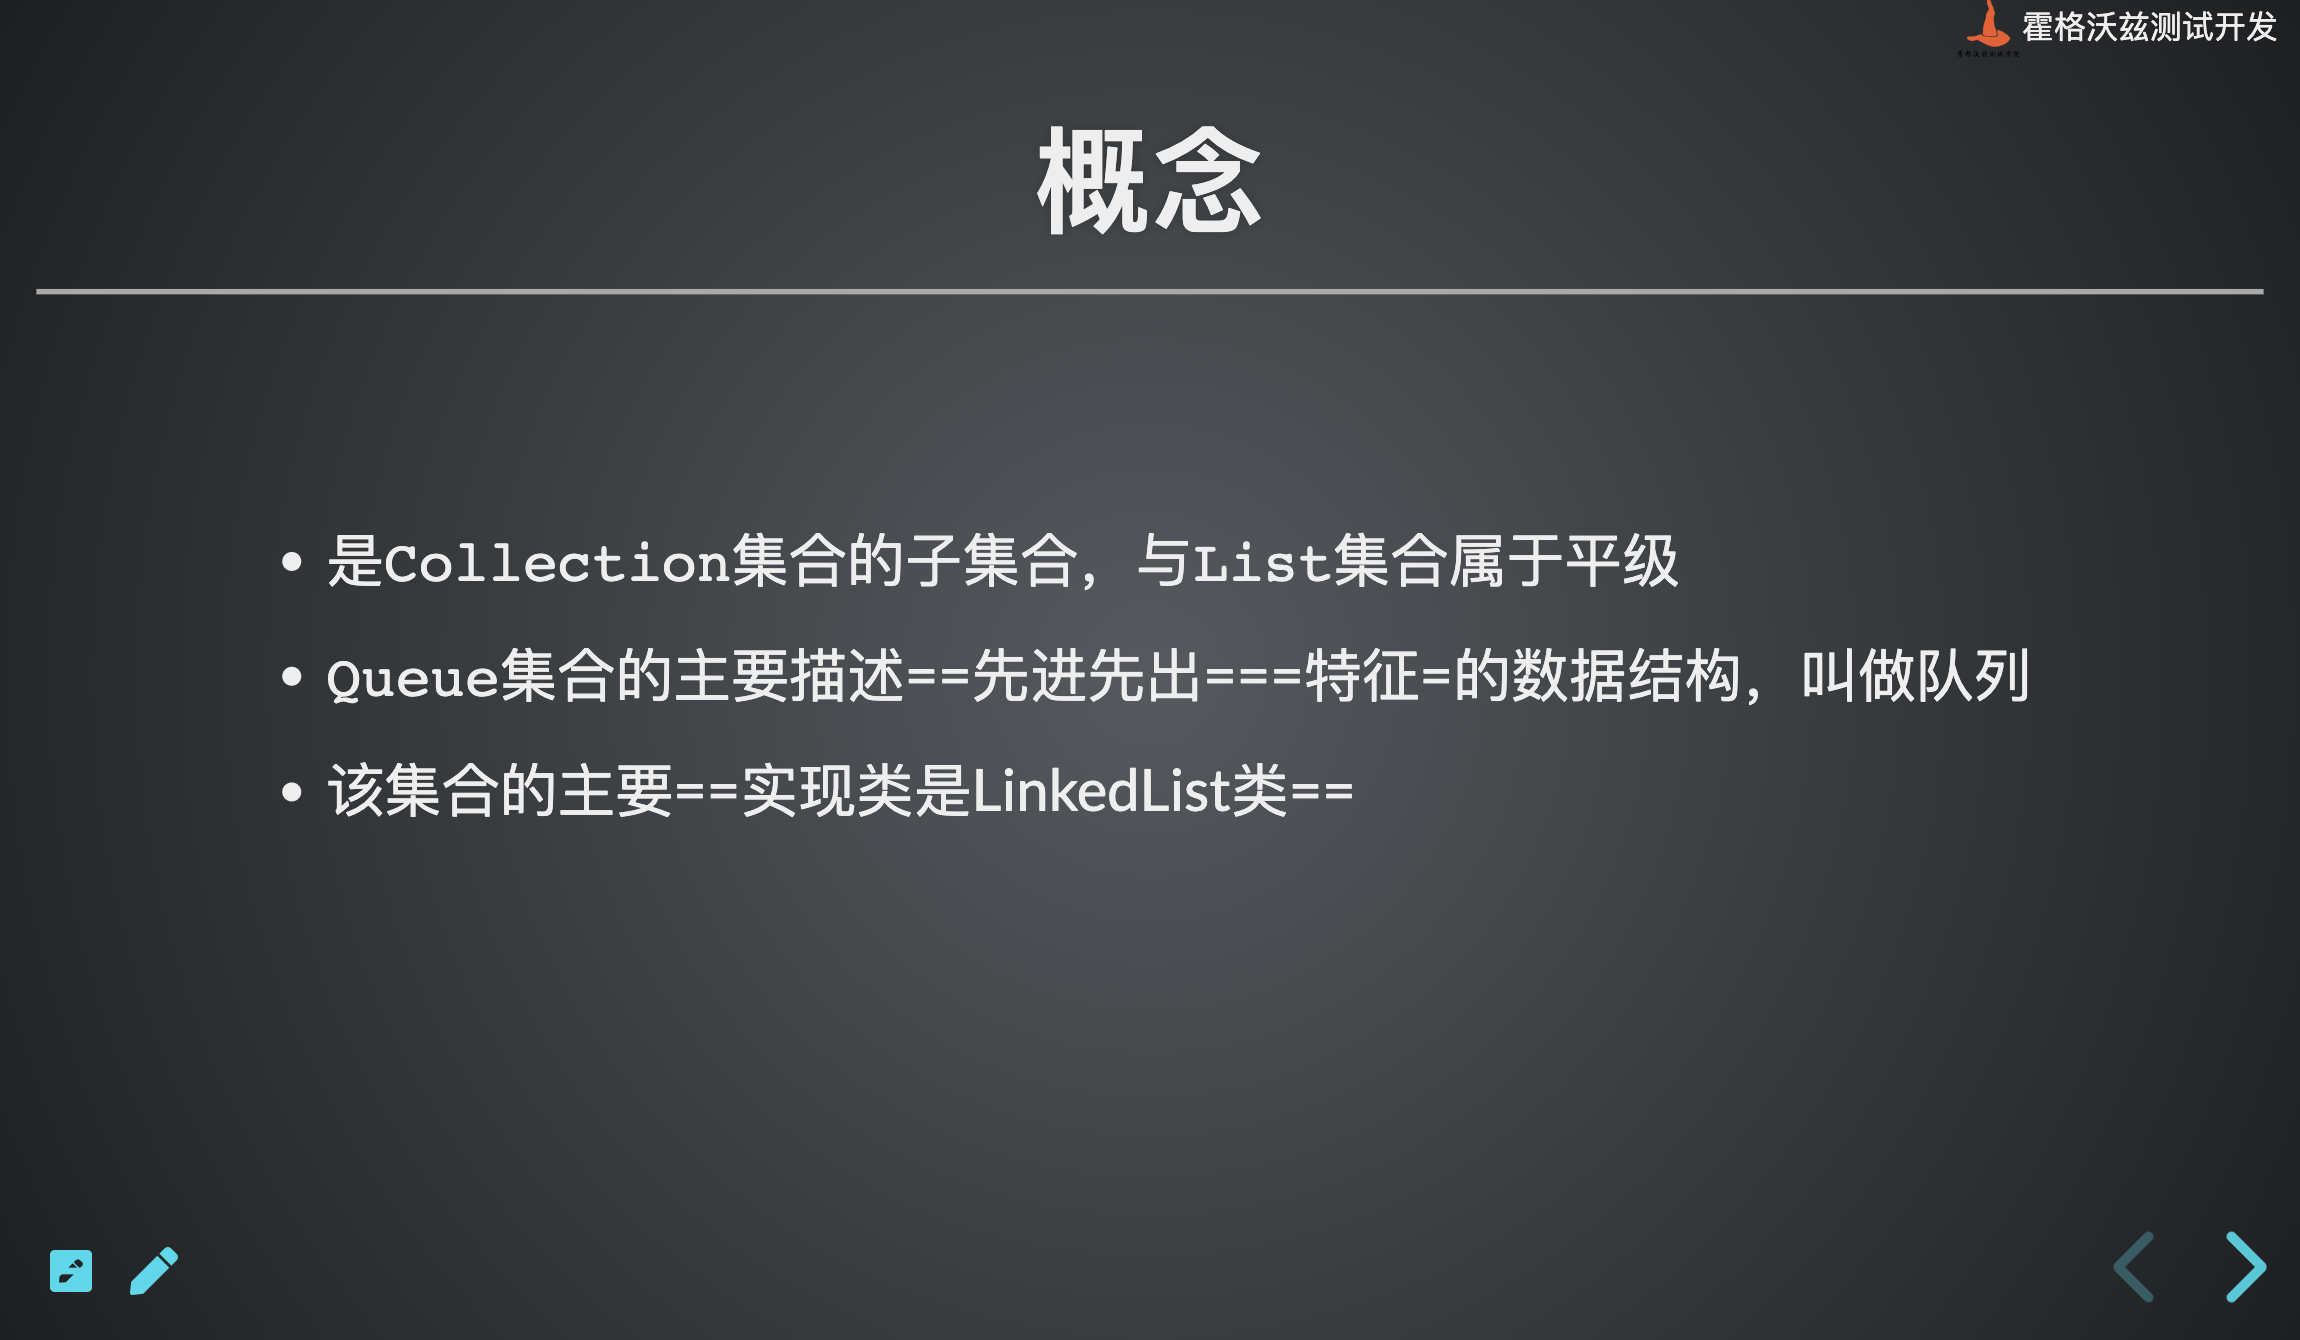 霍格沃兹测试开发
概念
是Collection集合的子集合，与List集合属于平级
Queue集合的主要描述==先进先出===特征=的数据结构，叫做队列
该集合的主要==实现类是LinkedList类==